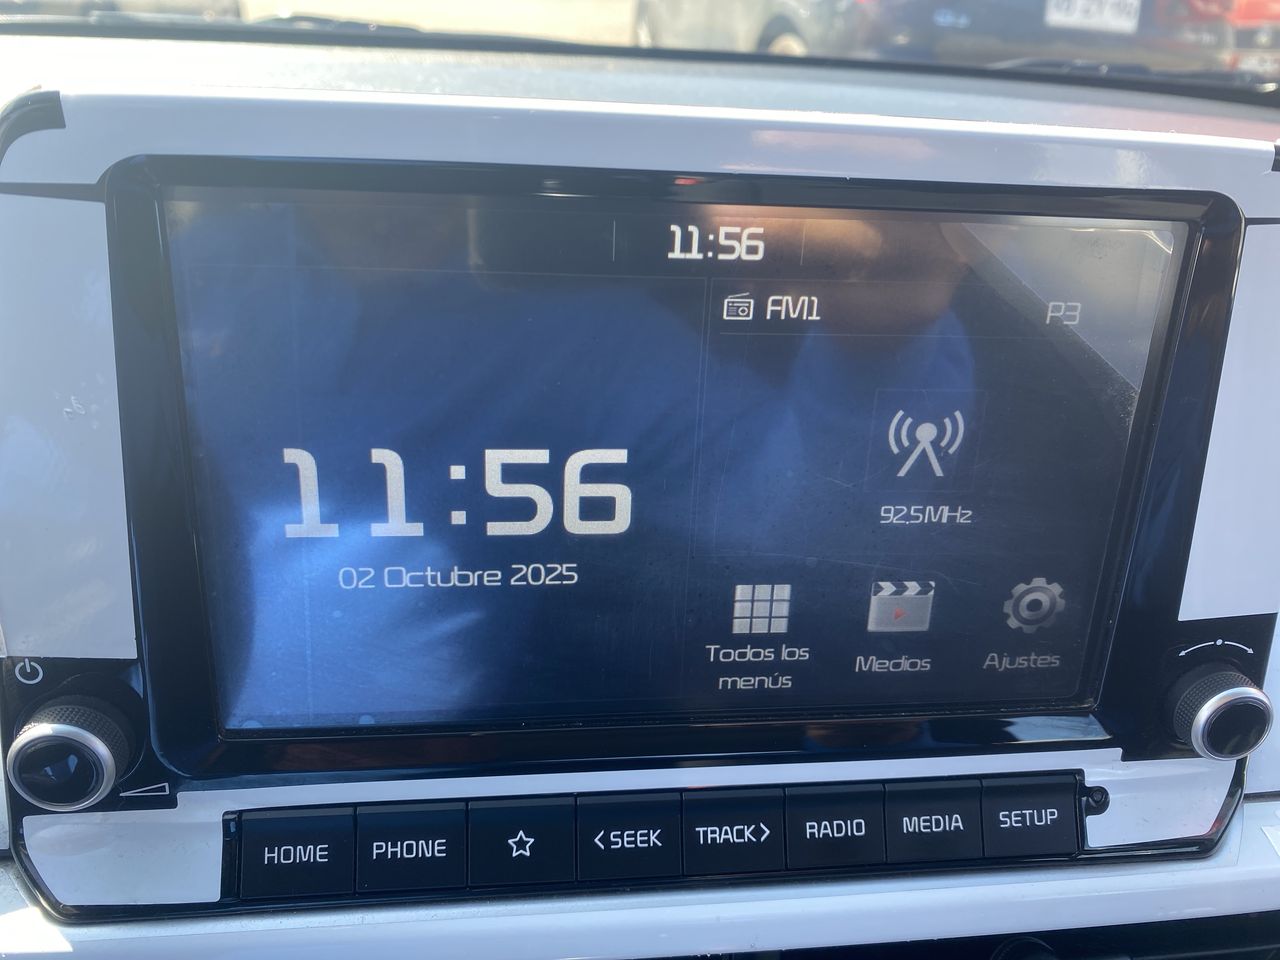 11:56
FM1
P3
11:56
02 Octubre 2025
92.5MHz
Todos los
menús
Medios
Ajustes
HOME
PHONE
< SEEK
TRACK >
RADIO
MEDIA
SETUP